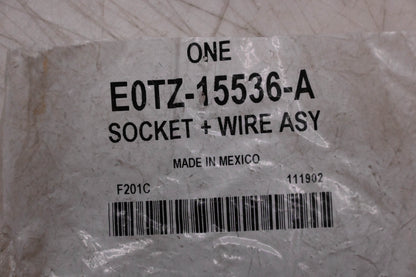 ONE
E0TZ-15536-A
SOCKET + WIRE ASY
MADE IN MEXICO
F201C 111902